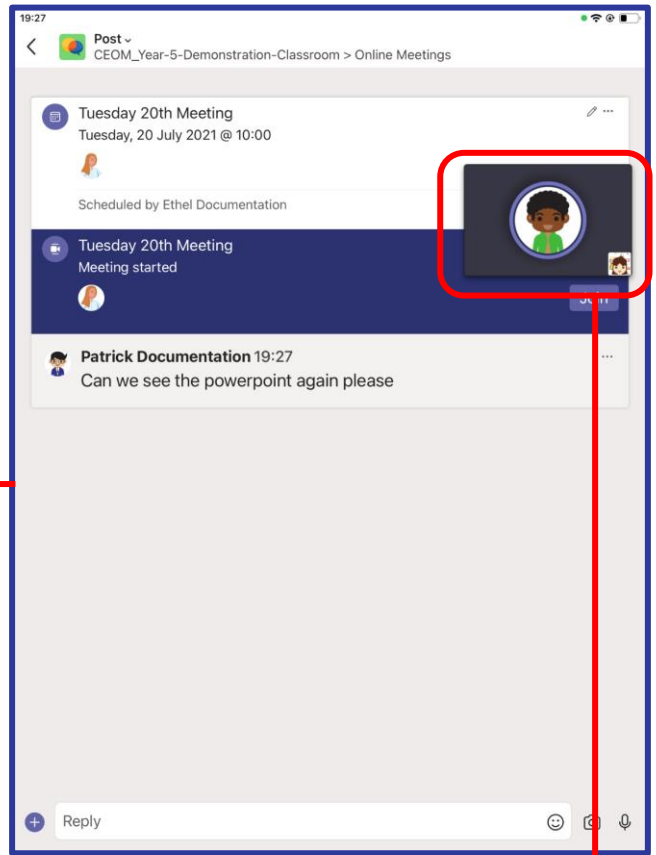 19:27
Post
CEOM_Year-5-Demonstration-Classroom > Online Meetings
Tuesday 20th Meeting
Tuesday, 20 July 2021 @ 10:00
Scheduled by Ethel Documentation
Tuesday 20th Meeting
Meeting started
Join
Patrick Documentation 19:27
Can we see the powerpoint again please
Reply